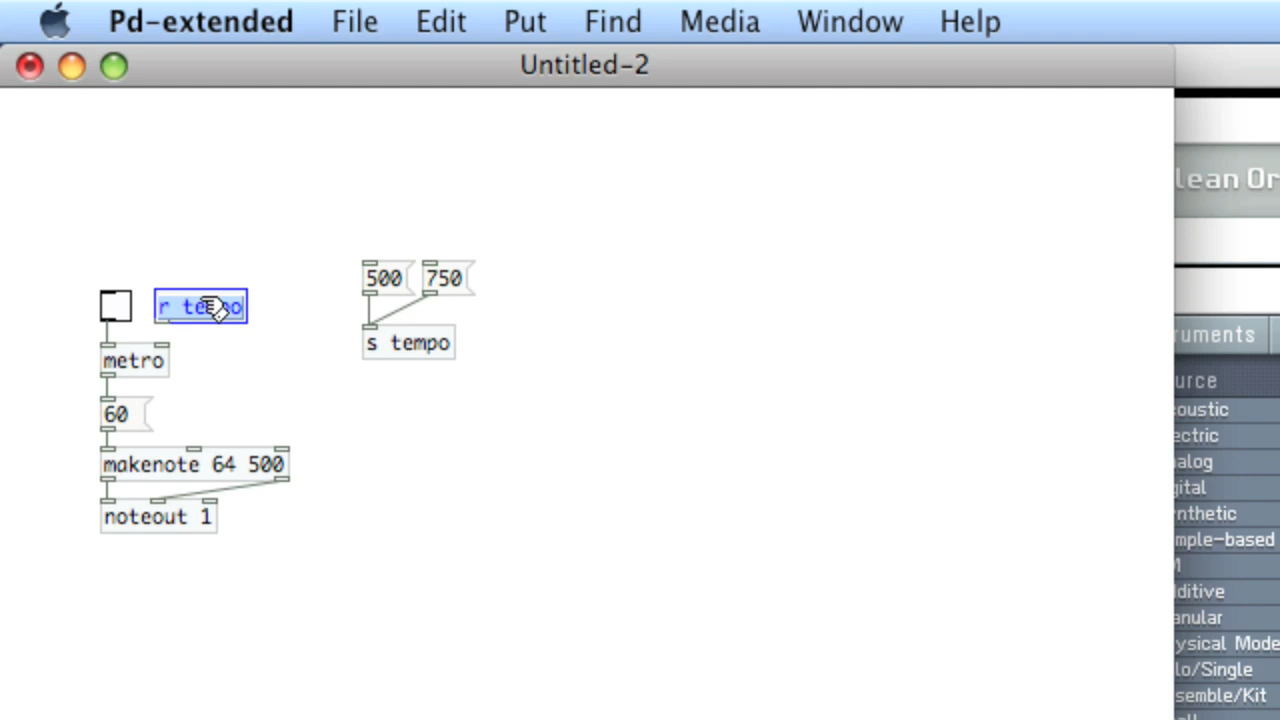 Pd-extended File Edit Put Find Media Window Help
Untitled-2
lean Or
500 750
r tempo
s tempo
ruments
metro
urce
60
oustic
ectric
alog
gital
makenote 64 500
nthetic
noteout 1
mple-based
M
ditive
anular
ysical Mode
lo/Single
semble/Kit